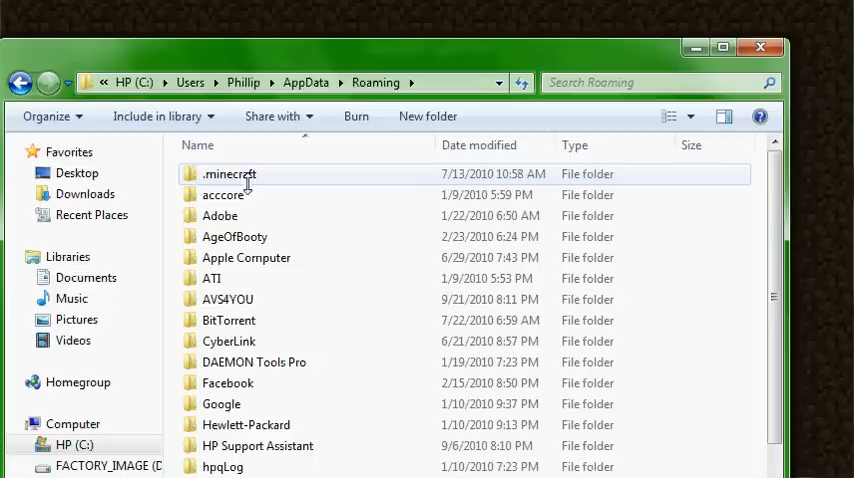 « HP (C:) ▸ Users ▸ Phillip ▸ AppData ▸ Roaming ▸
Search Roaming
Organize Include in library Share with Burn New folder
Name Date modified Type Size
Favorites
Desktop
Downloads
Recent Places
Libraries
Documents
Music
Pictures
Videos
Homegroup
Computer
HP (C:)
FACTORY_IMAGE (D
.minecraft 7/13/2010 10:58 AM File folder
acccore 1/9/2010 5:59 PM File folder
Adobe 1/22/2010 6:50 AM File folder
AgeOfBooty 2/23/2010 6:24 PM File folder
Apple Computer 6/29/2010 7:43 PM File folder
ATI 1/9/2010 5:53 PM File folder
AVS4YOU 9/21/2010 8:11 PM File folder
BitTorrent 7/22/2010 6:59 AM File folder
CyberLink 6/21/2010 8:57 PM File folder
DAEMON Tools Pro 1/19/2010 7:23 PM File folder
Facebook 2/15/2010 8:50 PM File folder
Google 1/10/2010 9:37 PM File folder
Hewlett-Packard 1/10/2010 9:13 PM File folder
HP Support Assistant 9/6/2010 8:10 PM File folder
hpqLog 1/10/2010 7:23 PM File folder